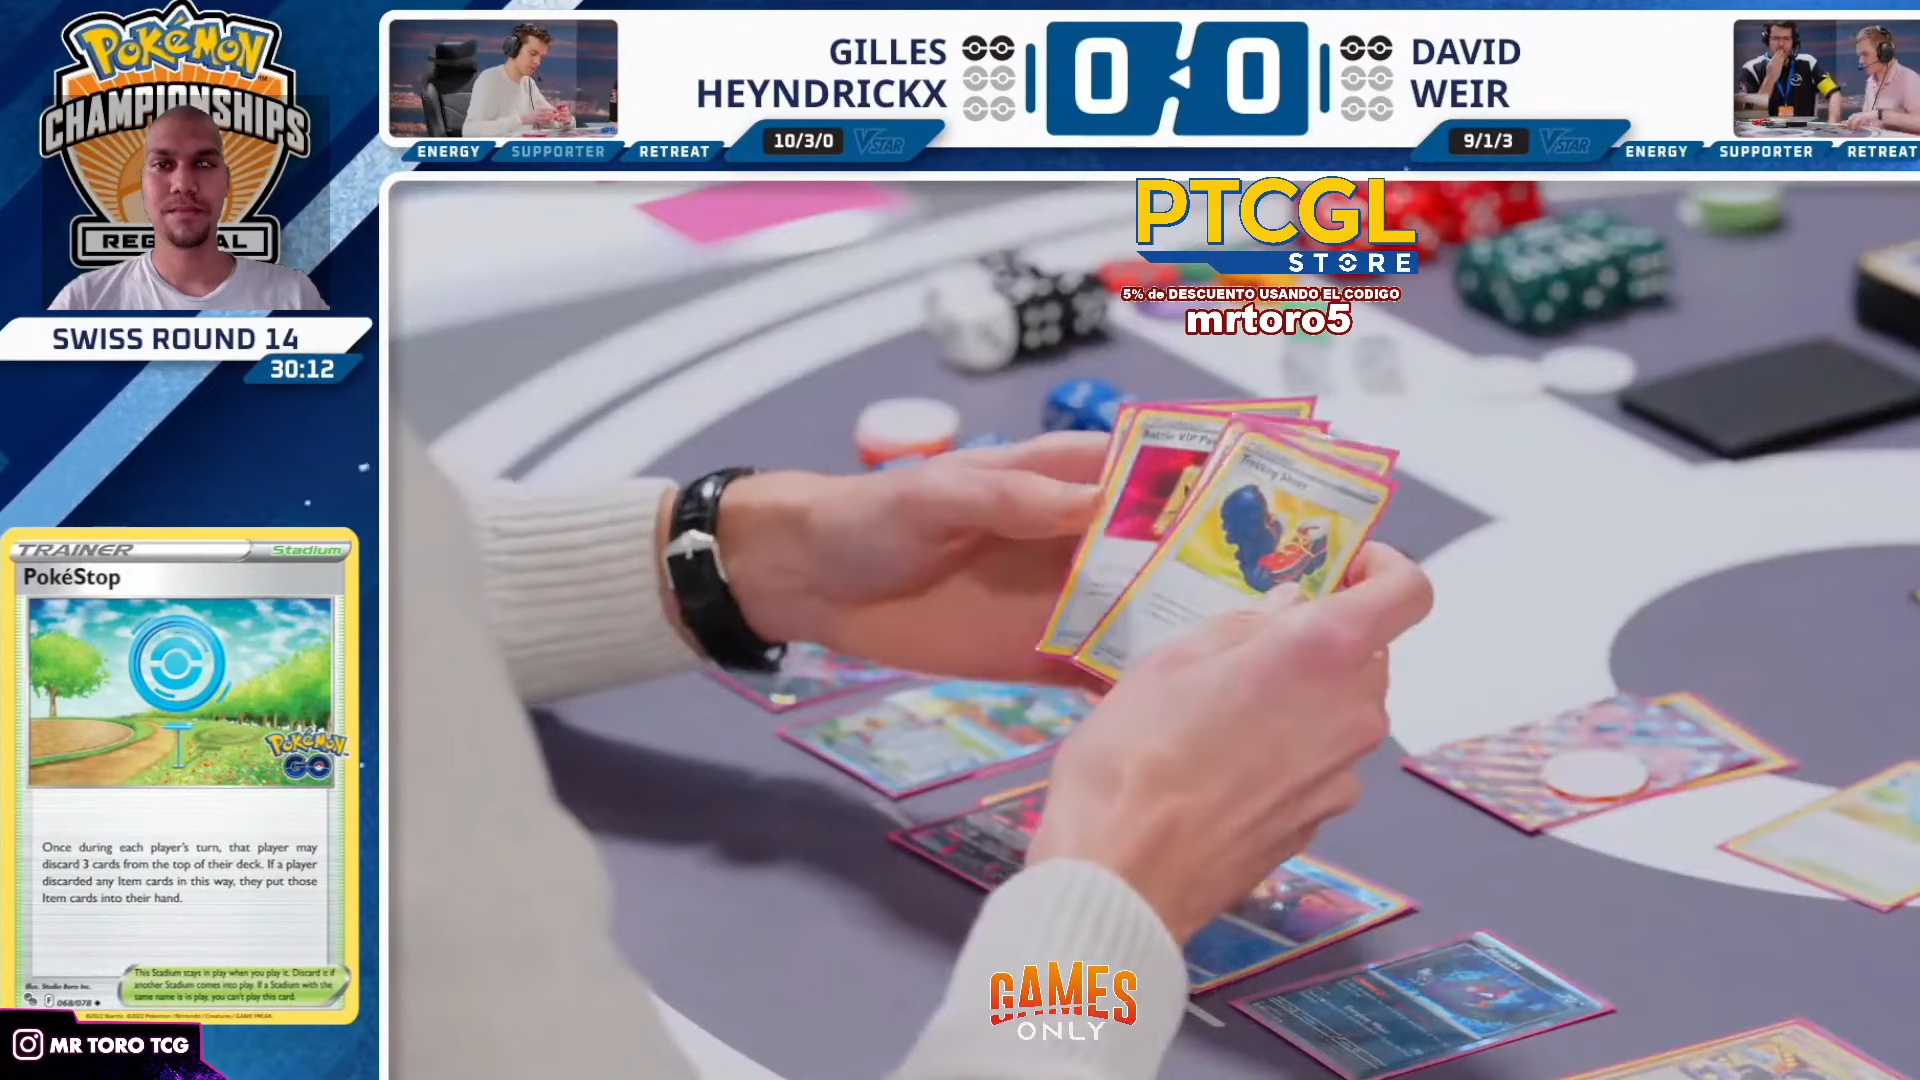 POKéMON
CHAMPIONSHIPS
REGIONAL
SWISS ROUND 14
30:12
GILLES
HEYNDRICKX
0
0
DAVID
WEIR
10/3/0
VSTAR
ENERGY
SUPPORTER
RETREAT
9/1/3
VSTAR
ENERGY
SUPPORTER
RETREAT
PTCGL
STORE
5% de DESCUENTO USANDO EL CODIGO
mrtoro5
Battle VIP Pass
Trekking Shoes
TRAINER
Stadium
PokéStop
POKéMON
GO
Once during each player's turn, that player may
discard 3 cards from the top of their deck. If a player
discarded any Item cards in this way, they put those
Item cards into their hand.
This Stadium stays in play when you play it. Discard it if
another Stadium comes into play. If a Stadium with the
same name is in play, you can't play this card.
F
068/078
MR TORO TCG
GAMES
ONLY